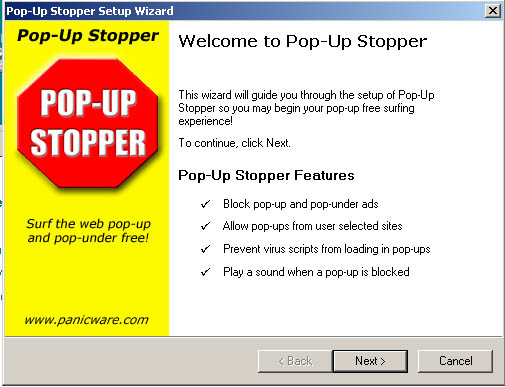 Pop-Up Stopper Setup Wizard
Pop-Up Stopper
POP-UP
STOPPER
Surf the web pop-up
and pop-under free!
www.panicware.com
Welcome to Pop-Up Stopper
This wizard will guide you through the setup of Pop-Up
Stopper so you may begin your pop-up free surfing
experience!
To continue, click Next.
Pop-Up Stopper Features
✓ Block pop-up and pop-under ads
✓ Allow pop-ups from user selected sites
✓ Prevent virus scripts from loading in pop-ups
✓ Play a sound when a pop-up is blocked
< Back
Next >
Cancel